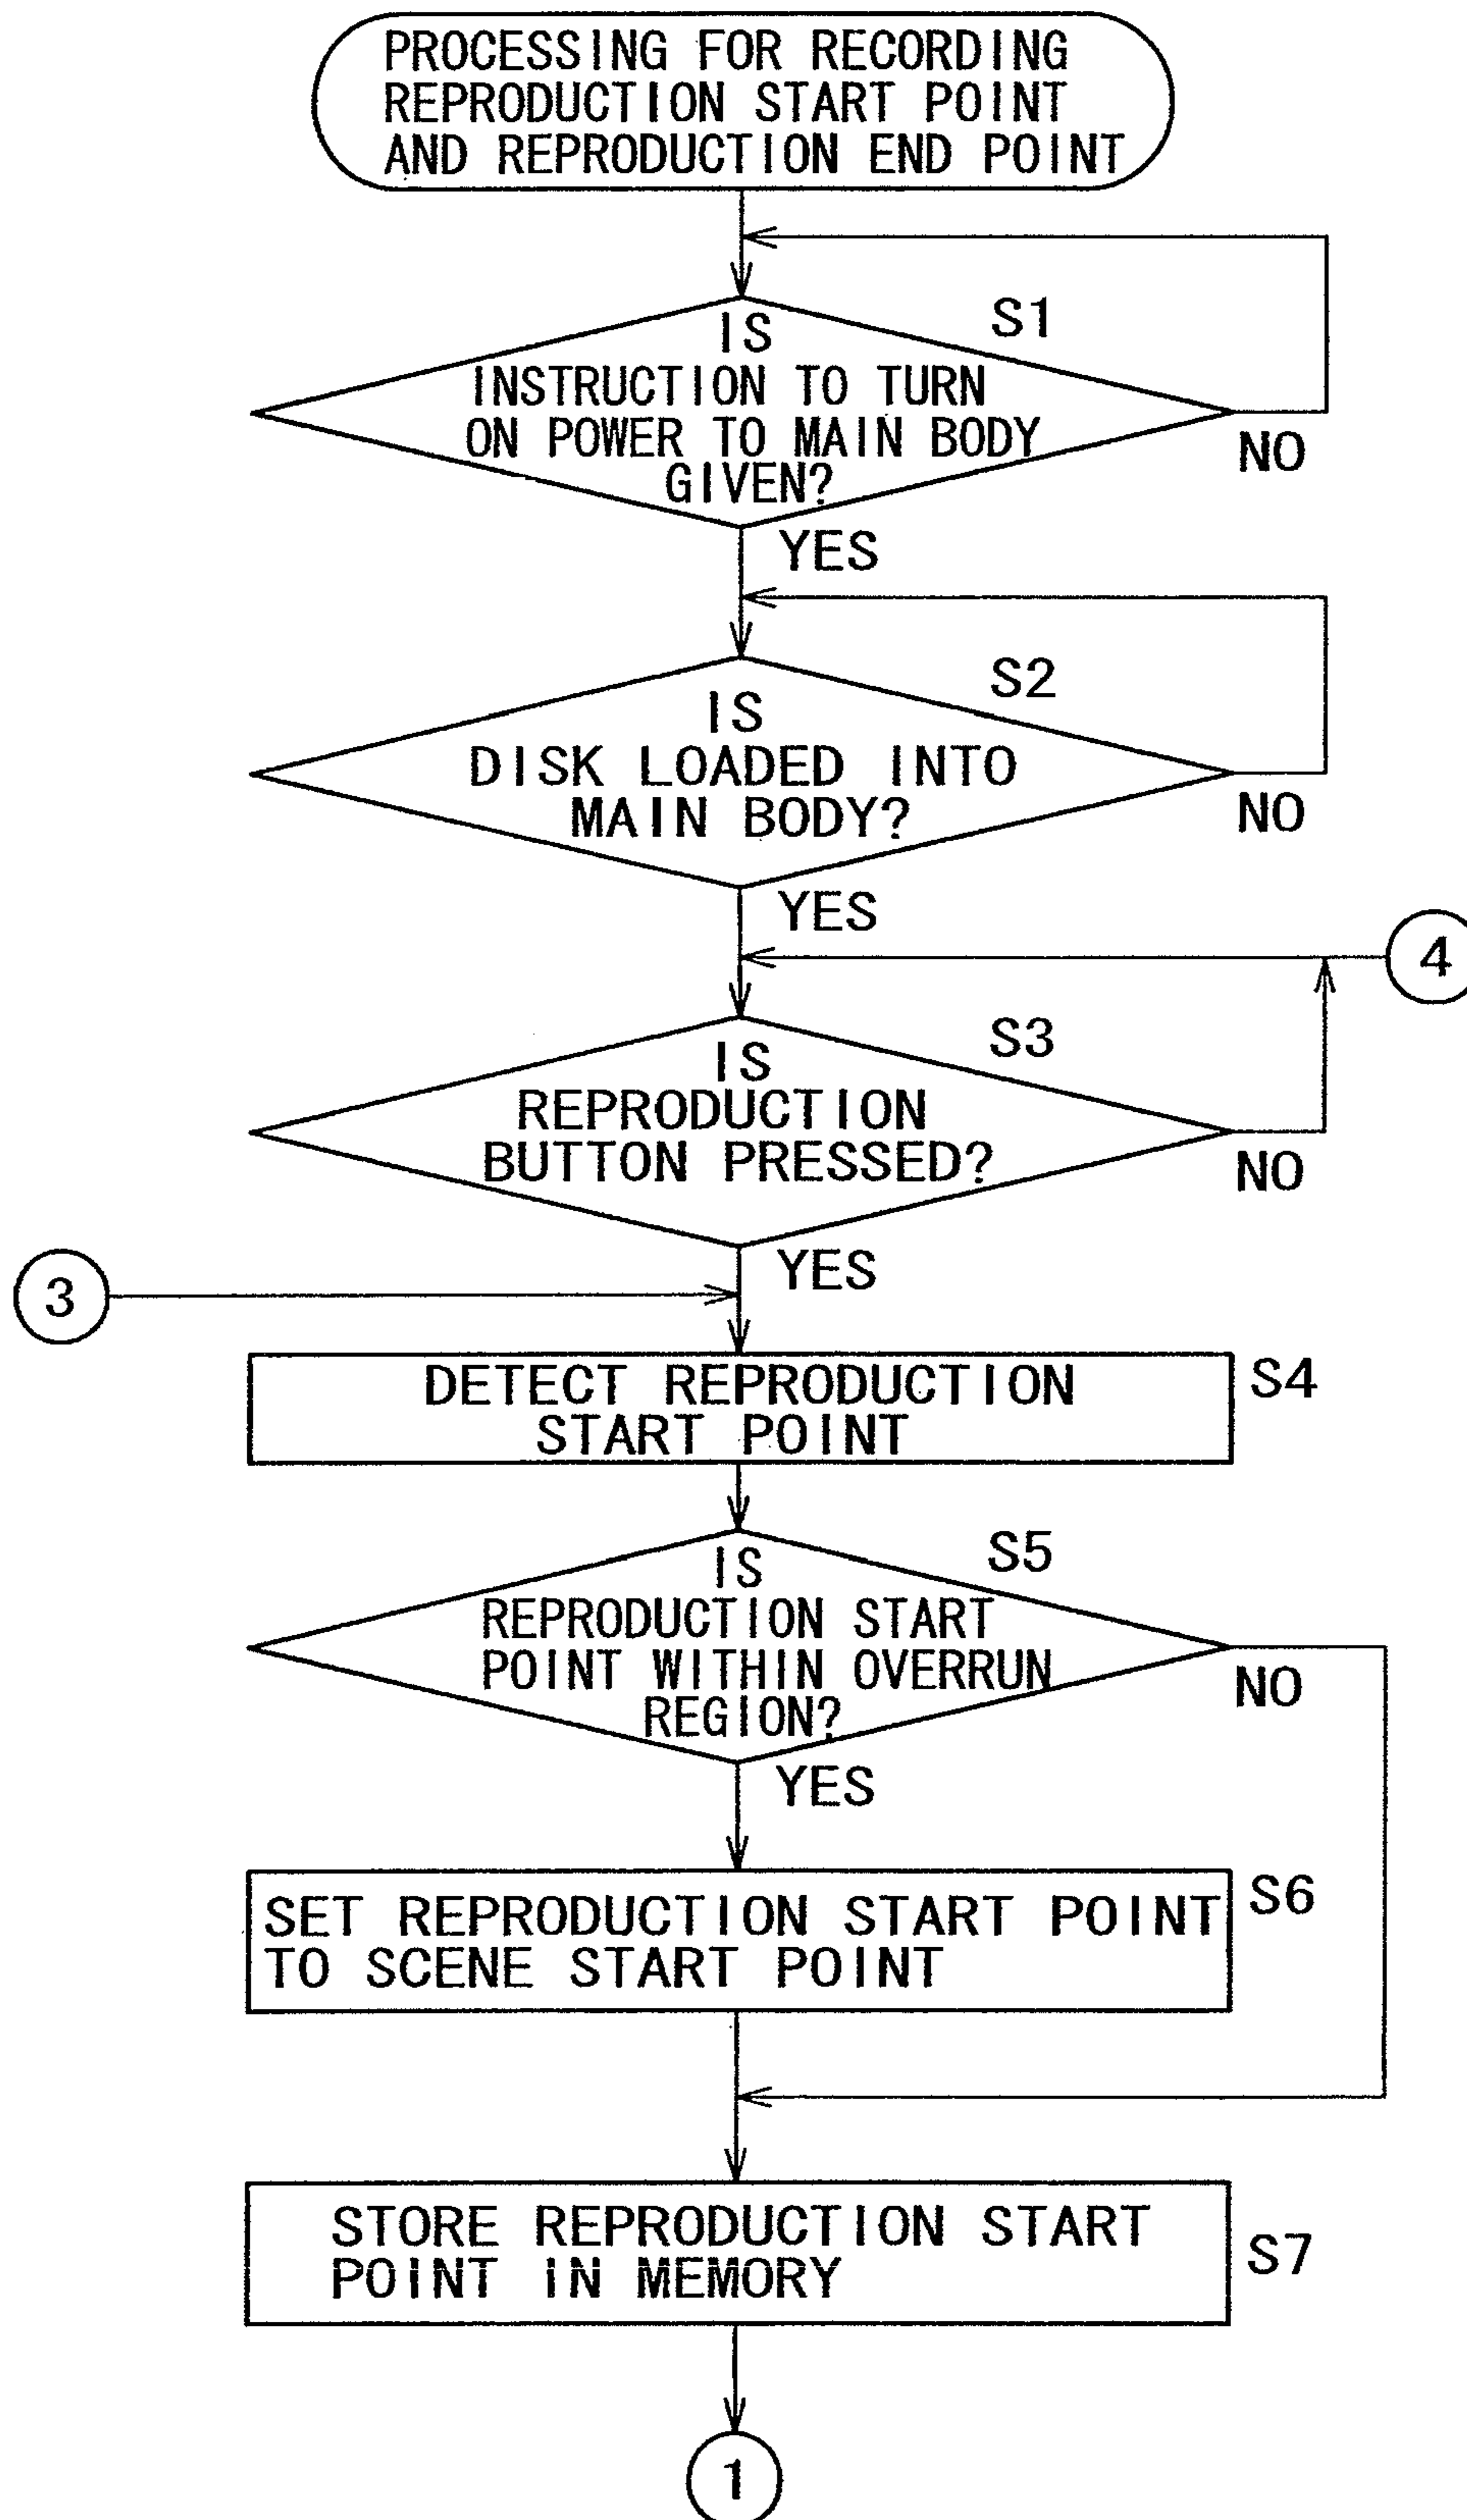 PROCESSING FOR RECORDING
REPRODUCTION START POINT
AND REPRODUCTION END POINT
S1
IS
INSTRUCTION TO TURN
ON POWER TO MAIN BODY
GIVEN?
NO
YES
S2
IS
DISK LOADED INTO
MAIN BODY?
NO
YES
4
S3
IS
REPRODUCTION
BUTTON PRESSED?
NO
YES
3
DETECT REPRODUCTION
START POINT
S4
S5
IS
REPRODUCTION START
POINT WITHIN OVERRUN
REGION?
NO
YES
SET REPRODUCTION START POINT
TO SCENE START POINT
S6
STORE REPRODUCTION START
POINT IN MEMORY
S7
1